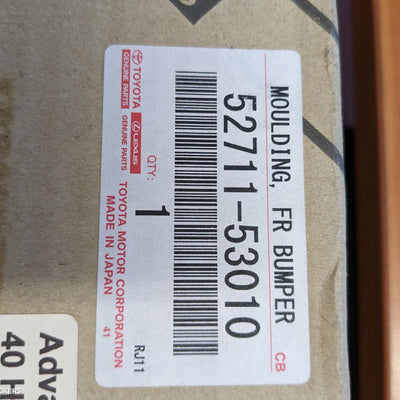 MOULDING, FR BUMPER
CB
52711-53010
QTY:
1
RJ11
TOYOTA
GENUINE PARTS
LEXUS
GENUINE PARTS
TOYOTA MOTOR CORPORATION
MADE IN JAPAN
41
Adva
40 H